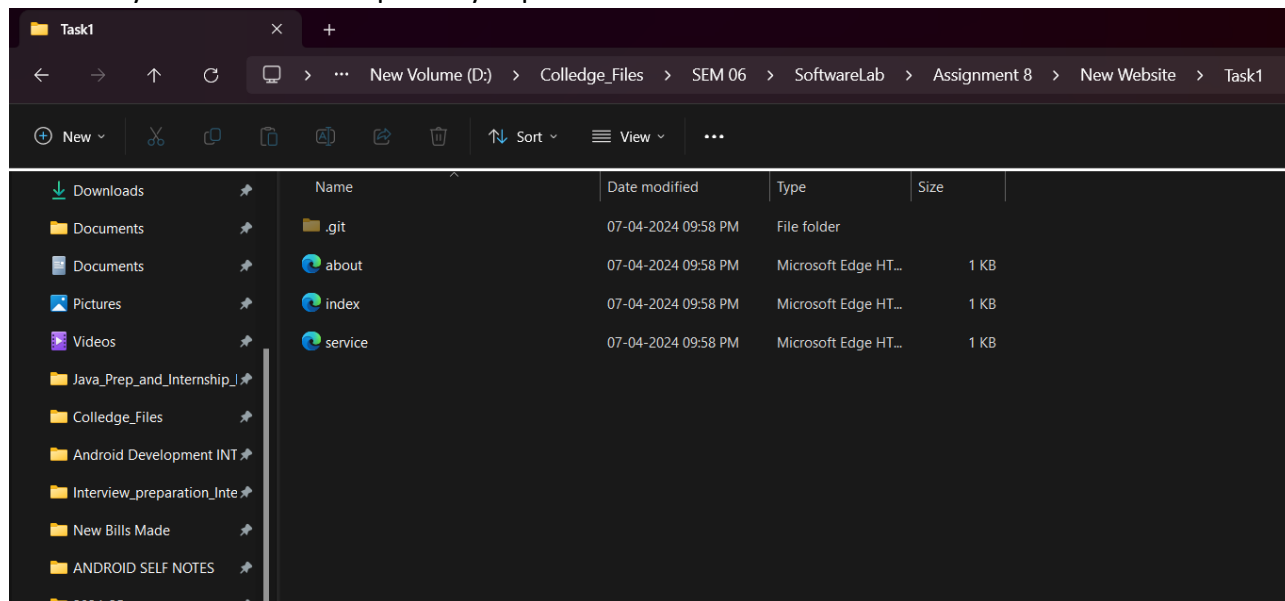 Task1
New Volume (D:) > Colledge_Files > SEM 06 > SoftwareLab > Assignment 8 > New Website > Task1
New Sort View
Name Date modified Type Size
Downloads
Documents
Documents
Pictures
Videos
Java_Prep_and_Internship_
Colledge_Files
Android Development INT
Interview_preparation_Inte
New Bills Made
ANDROID SELF NOTES
.git 07-04-2024 09:58 PM File folder
about 07-04-2024 09:58 PM Microsoft Edge HT... 1 KB
index 07-04-2024 09:58 PM Microsoft Edge HT... 1 KB
service 07-04-2024 09:58 PM Microsoft Edge HT... 1 KB